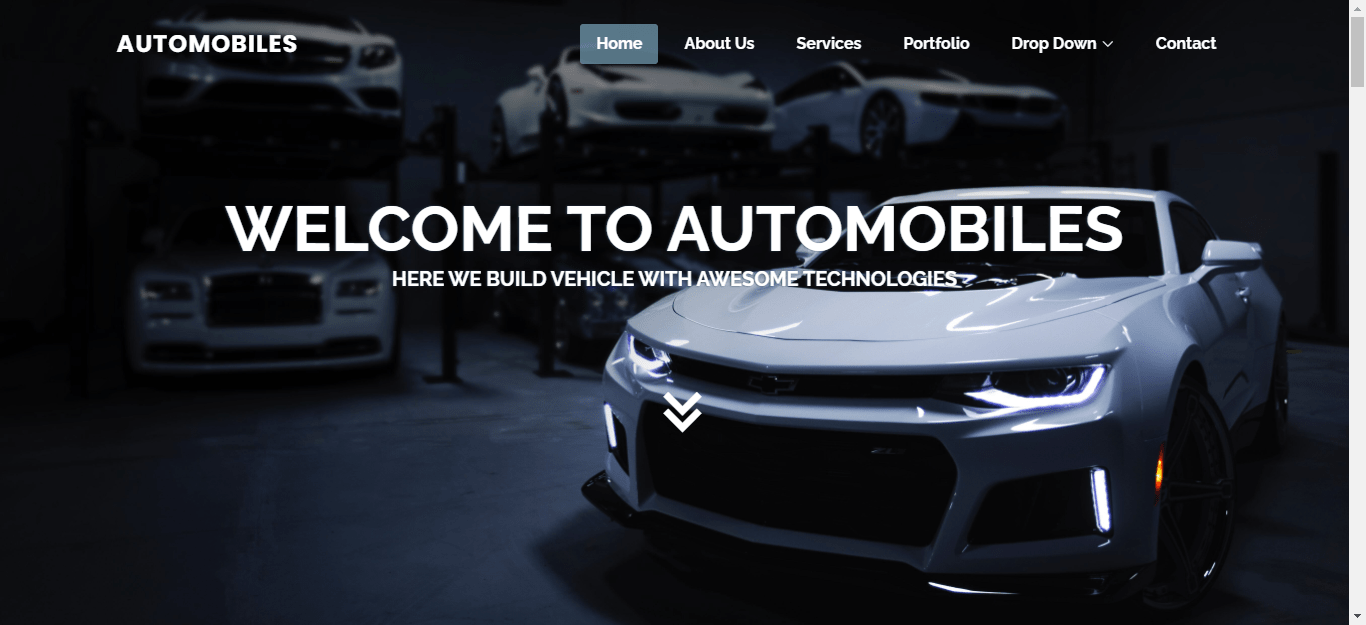 AUTOMOBILES
Home About Us Services Portfolio Drop Down Contact
WELCOME TO AUTOMOBILES
HERE WE BUILD VEHICLE WITH AWESOME TECHNOLOGIES
ZL1